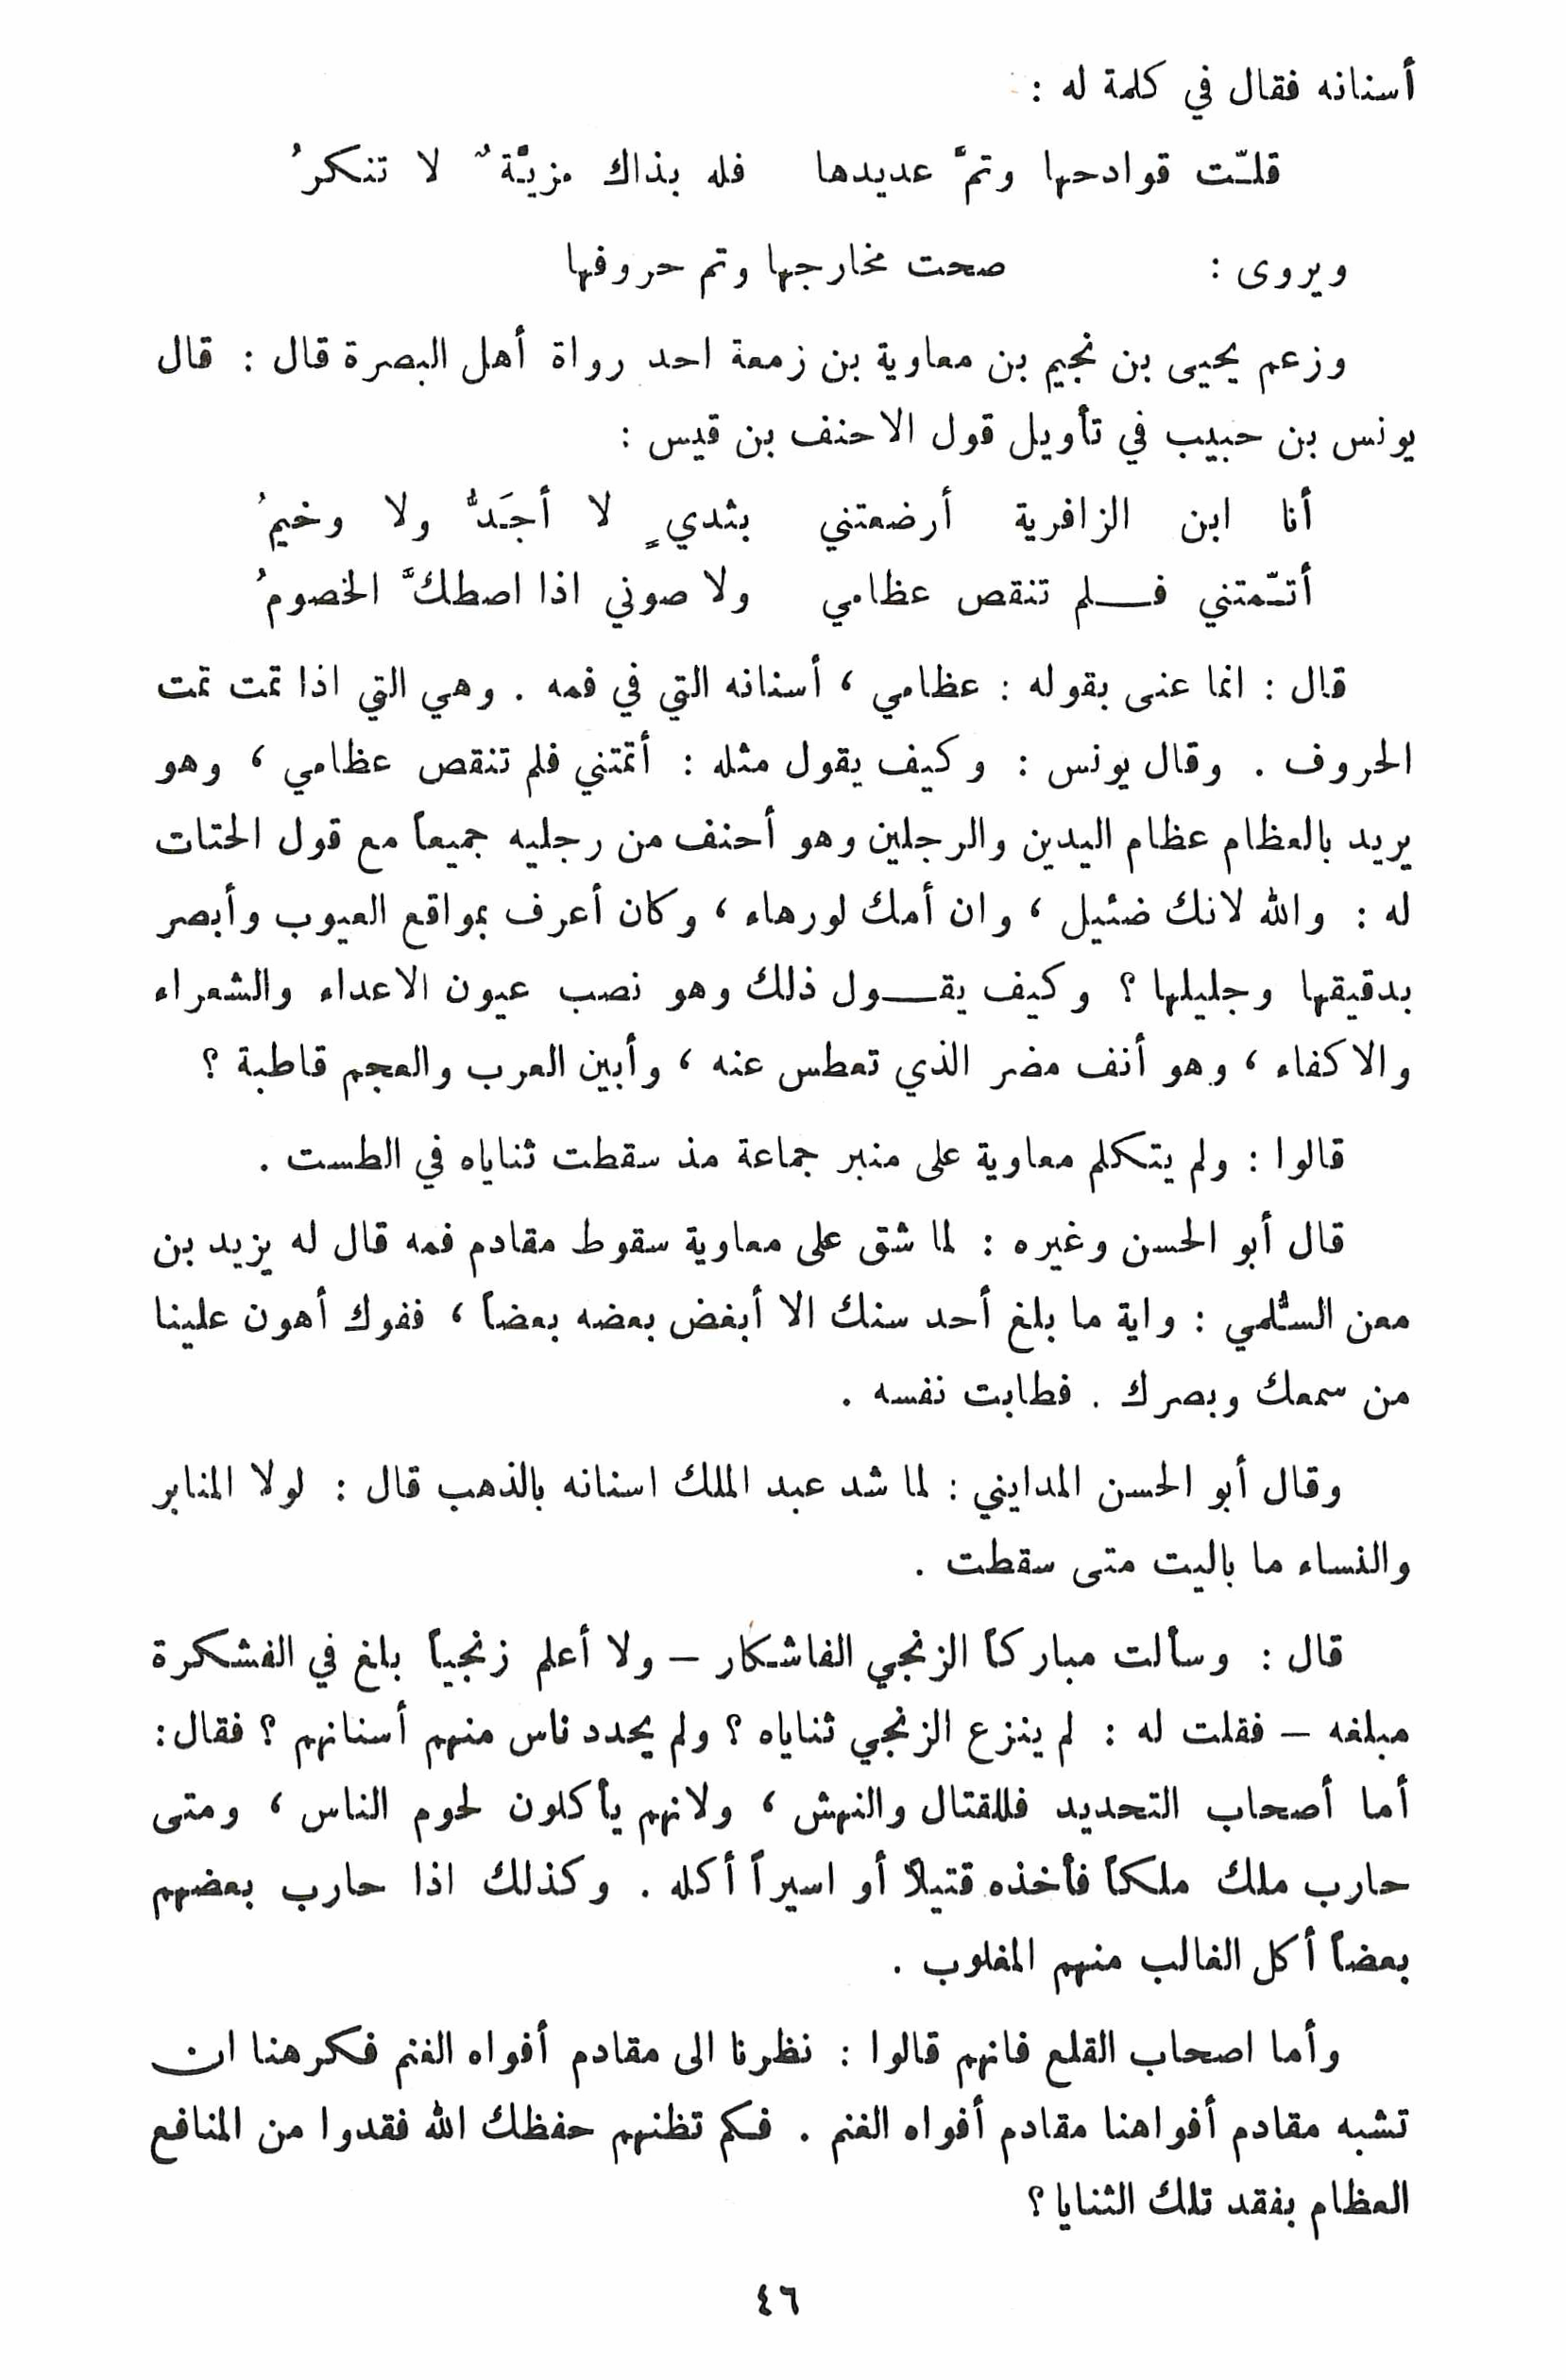 أسنانه فقال في كلمة له :
قلّت قوادحها وتمَّ عديدها فله بذاك مزيّة ٌ لا تنكرُ
ويروى : صحت مخارجها وتم حروفها
وزعم يحيى بن نجيم بن معاوية بن زمعة احد رواة أهل البصرة قال : قال
يونس بن حبيب في تأويل قول الاحنف بن قيس :
أنا ابن الزافرية أرضعتني بثديٍ لا أجَدُّ ولا وخيمُ
أتـّمتني فـــلم تنقص عظامي ولا صوني اذا اصطكَّ الخصومُ
قال : انما عنى بقوله : عظامي ، أسنانه التي في فمه . وهي التي اذا تمت تمت
الحروف . وقال يونس : وكيف يقول مثله : أتمتني فلم تنقص عظامي ، وهو
يريد بالعظام عظام اليدين والرجلين وهو أحنف من رجليه جميعاً مع قول الحتات
له : والله لانك ضئيل ، وان أمك لورهاء ، وكان أعرف بمواقع العيوب وأبصر
بدقيقها وجليلها ؟ وكيف يقـــول ذلك وهو نصب عيون الاعداء والشعراء
والاكفاء ، وهو أنف مضر الذي تعطس عنه ، وأبين العرب والعجم قاطبة ؟
قالوا : ولم يتكلم معاوية على منبر جماعة مذ سقطت ثناياه في الطست .
قال أبو الحسن وغيره : لما شق على معاوية سقوط مقادم فمه قال له يزيد بن
معن السُّلمي : واية ما بلغ أحد سنك الا أبغض بعضه بعضاً ، ففوك أهون علينا
من سمعك وبصرك . فطابت نفسه .
وقال أبو الحسن المدايني : لما شد عبد الملك اسنانه بالذهب قال : لولا المنابر
والنساء ما باليت متى سقطت .
قال : وسألت مباركاً الزنجي الفاشكار – ولا أعلم زنجياً بلغ في الفشكرة
مبلغه – فقلت له : لم ينزع الزنجي ثناياه ؟ ولم يحدد ناس منهم أسنانهم ؟ فقال :
أما أصحاب التحديد فللقتال والنهش ، ولانهم يأكلون لحوم الناس ، ومتى
حارب ملك ملكاً فأخذه قتيلاً أو اسيراً أكله . وكذلك اذا حارب بعضهم
بعضاً أكل الغالب منهم المغلوب .
وأما اصحاب القلع فانهم قالوا : نظرنا الى مقادم أفواه الغنم فكرهنا ان
تشبه مقادم أفواهنا مقادم أفواه الغنم . فكم تظنهم حفظك الله فقدوا من المنافع
العظام بفقد تلك الثنايا ؟
٤٦